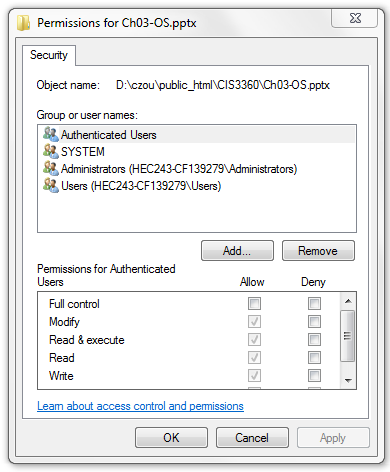 Permissions for Ch03-OS.pptx
Security
Object name: D:\czou\public_html\CIS3360\Ch03-OS.pptx
Group or user names:
Authenticated Users
SYSTEM
Administrators (HEC243-CF139279\Administrators)
Users (HEC243-CF139279\Users)
Add... Remove
Permissions for Authenticated
Users Allow Deny
Full control
Modify
Read & execute
Read
Write
Learn about access control and permissions
OK Cancel Apply